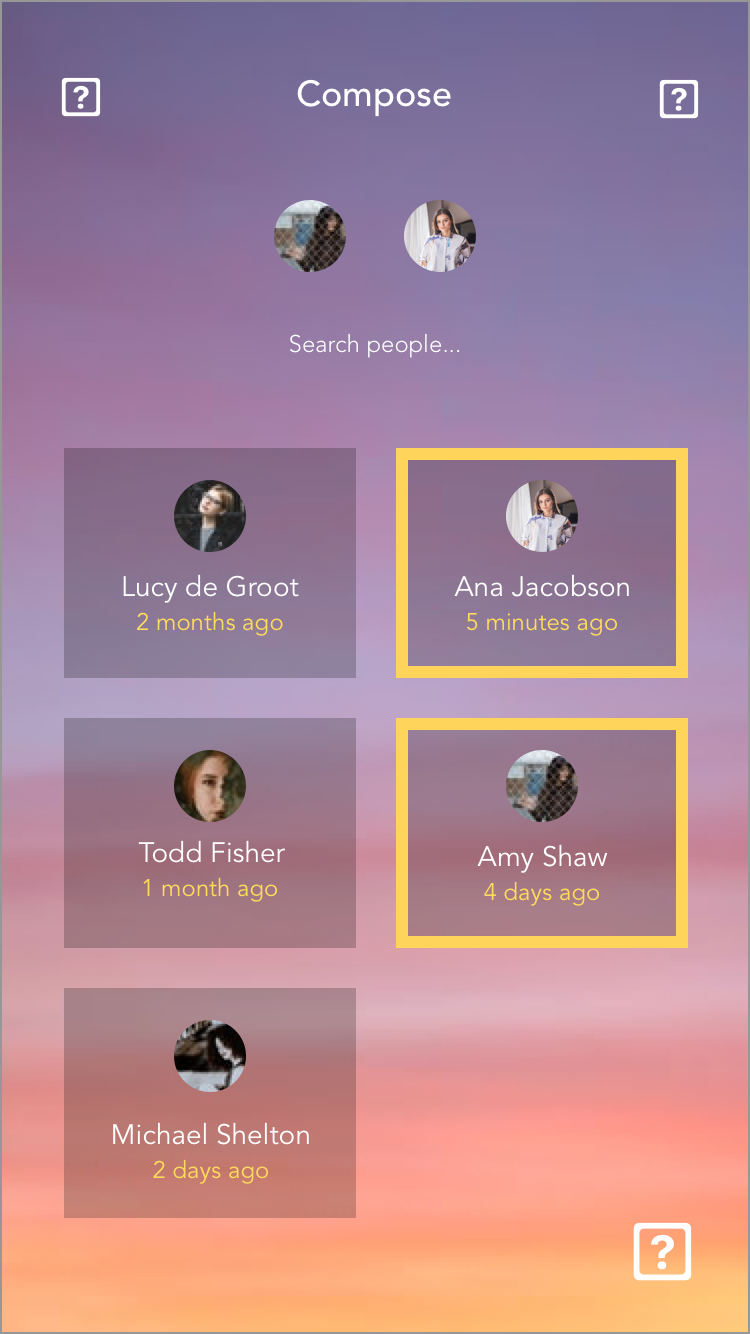 Compose
Search people...
Lucy de Groot
2 months ago
Ana Jacobson
5 minutes ago
Todd Fisher
1 month ago
Amy Shaw
4 days ago
Michael Shelton
2 days ago